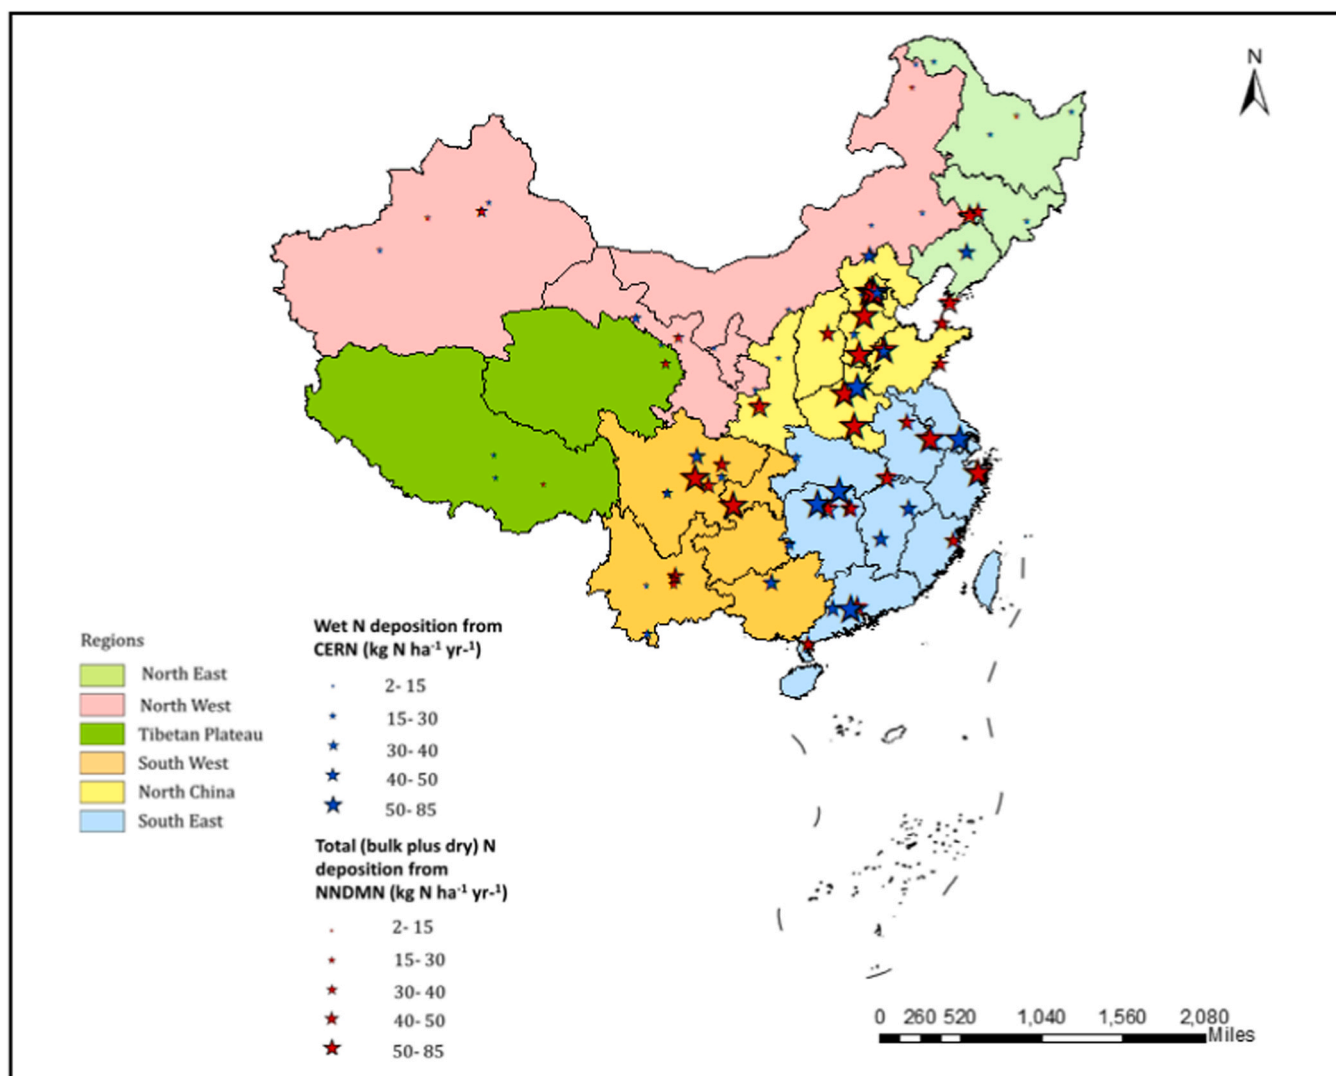 N
Regions
North East
North West
Tibetan Plateau
South West
North China
South East
Wet N deposition from
CERN (kg N ha⁻¹ yr-¹)
2- 15
15- 30
30- 40
40- 50
50- 85
Total (bulk plus dry) N
deposition from
NNDMN (kg N ha⁻¹ yr-¹)
2- 15
15- 30
30- 40
40- 50
50- 85
0 260 520 1,040 1,560 2,080
Miles